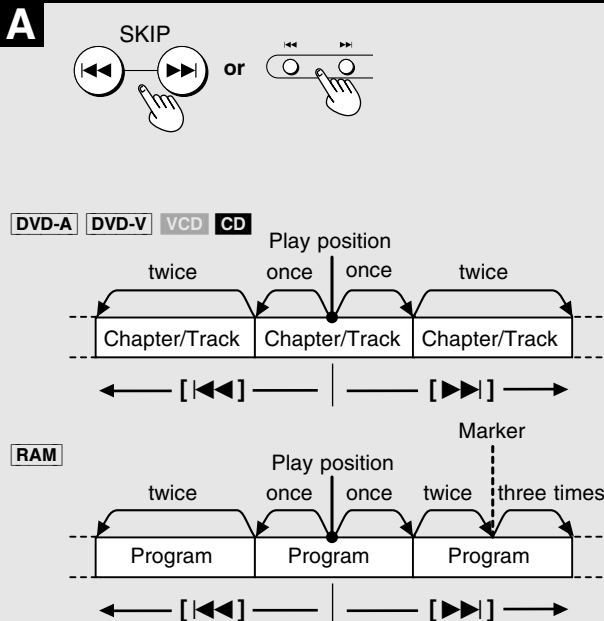 A
SKIP
or
DVD-A DVD-V VCD CD
Play position
twice once once twice
Chapter/Track Chapter/Track Chapter/Track
[⏮] [⏭]
Marker
RAM
Play position
twice once once twice three times
Program Program Program
[⏮] [⏭]